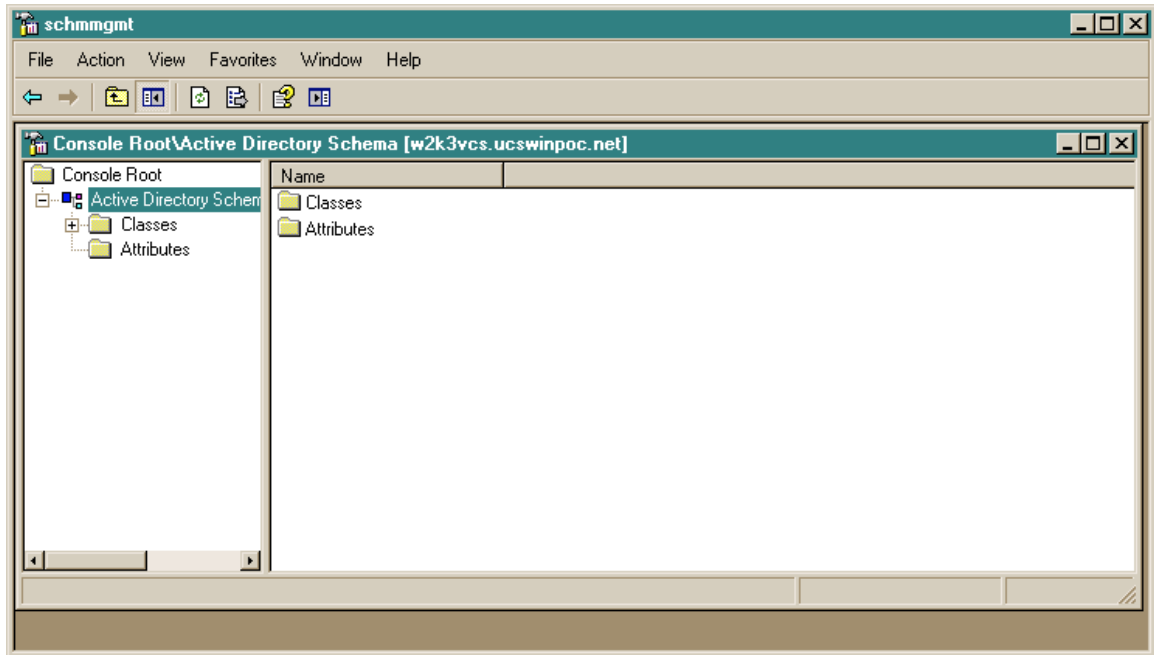 schmmgmt
File Action View Favorites Window Help
Console Root\Active Directory Schema [w2k3vcs.ucswinpoc.net]
Console Root
Active Directory Schem
Classes
Attributes
Name
Classes
Attributes